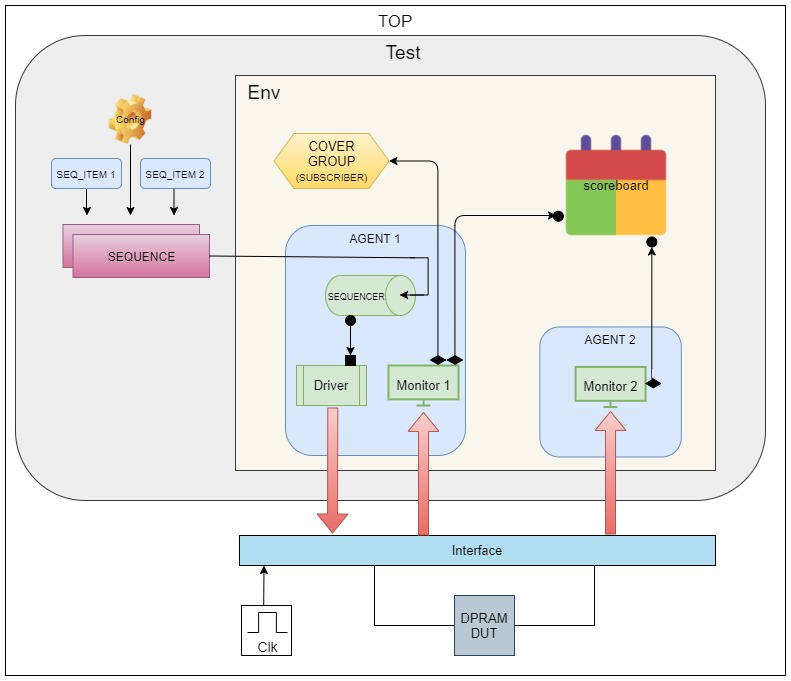 TOP
Test
Env
Config
COVER
GROUP
(SUBSCRIBER)
SEQ_ITEM 1
SEQ_ITEM 2
scoreboard
SEQUENCE
AGENT 1
SEQUENCER
AGENT 2
Driver
Monitor 1
Monitor 2
Interface
Clk
DPRAM
DUT